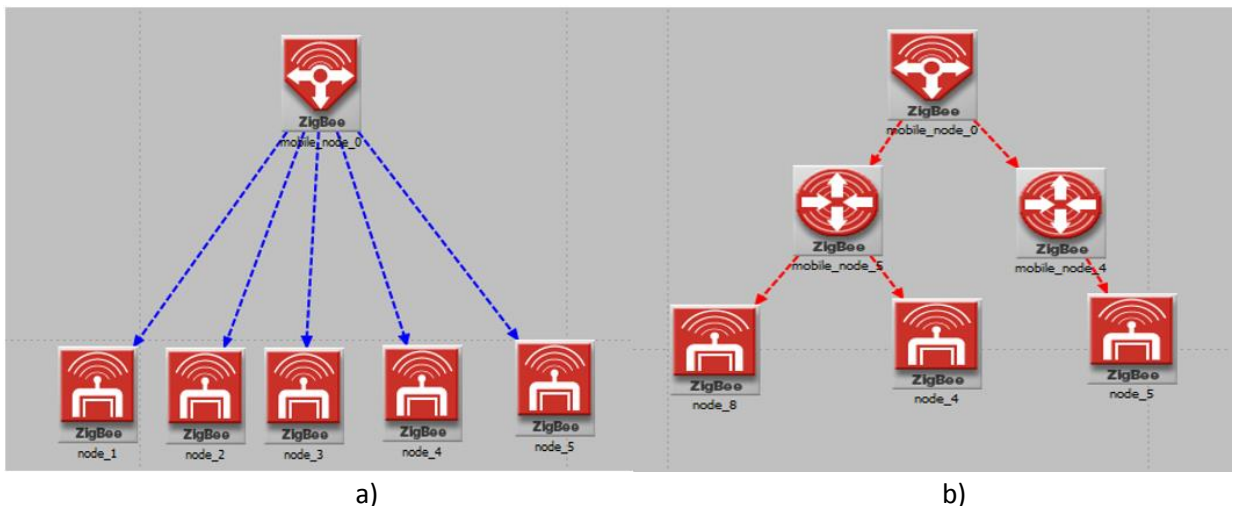 ZigBee
mobile_node_0
ZigBee
node_1
ZigBee
node_2
ZigBee
node_3
ZigBee
node_4
ZigBee
node_5
a)
ZigBee
mobile_node_0
ZigBee
mobile_node_5
ZigBee
mobile_node_4
ZigBee
node_8
ZigBee
node_4
ZigBee
node_5
b)